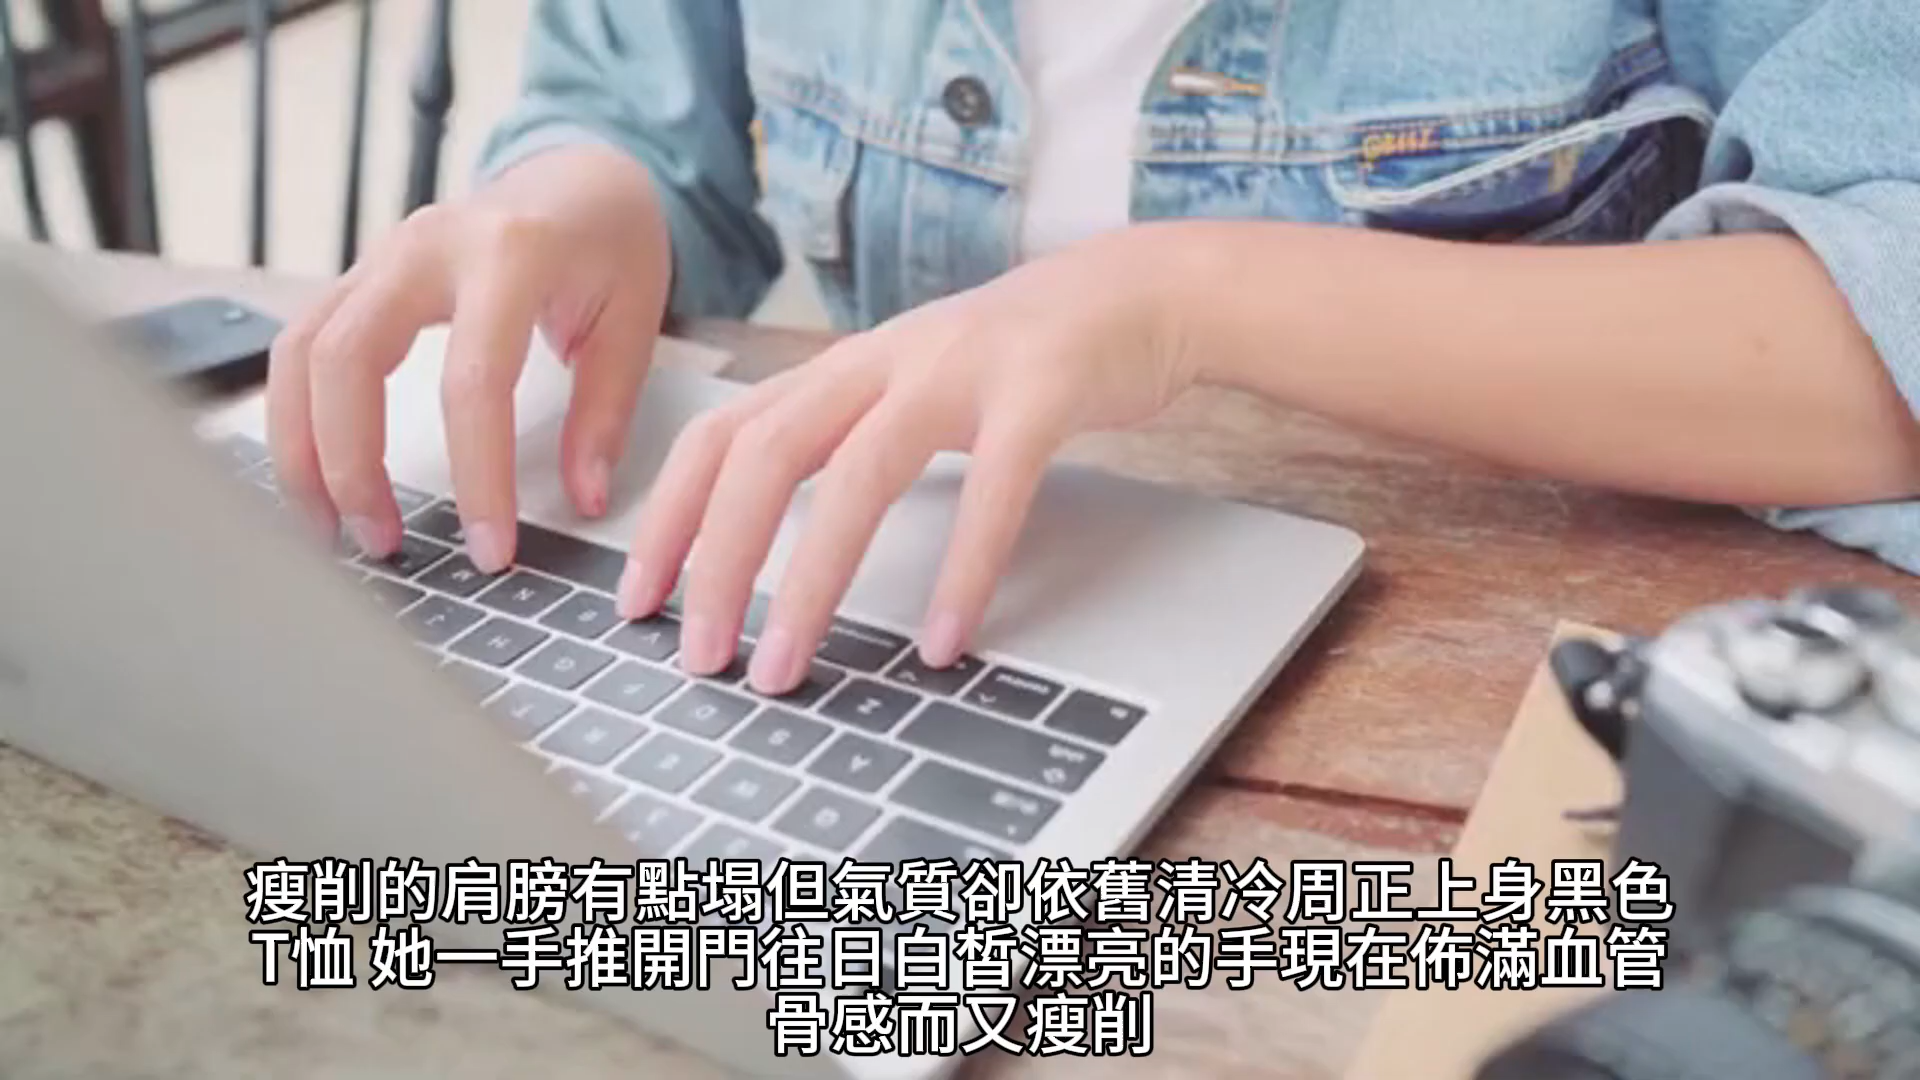 瘦削的肩膀有點塌但氣質卻依舊清冷周正上身黑色
T恤 她一手推開門往日白皙漂亮的手現在佈滿血管
骨感而又瘦削